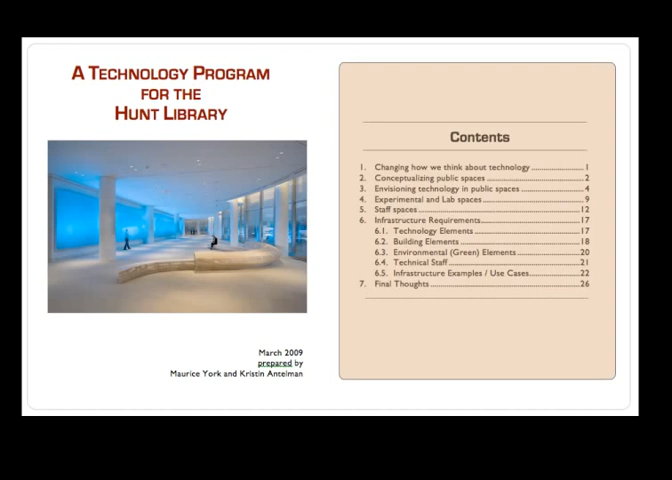 A TECHNOLOGY PROGRAM
FOR THE
HUNT LIBRARY
March 2009
prepared by
Maurice York and Kristin Antelman
Contents
1. Changing how we think about technology 1
2. Conceptualizing public spaces 2
3. Envisioning technology in public spaces 4
4. Experimental and Lab spaces 9
5. Staff spaces 12
6. Infrastructure Requirements 17
6.1. Technology Elements 17
6.2. Building Elements 18
6.3. Environmental (Green) Elements 20
6.4. Technical Staff 21
6.5. Infrastructure Examples / Use Cases 22
7. Final Thoughts 26